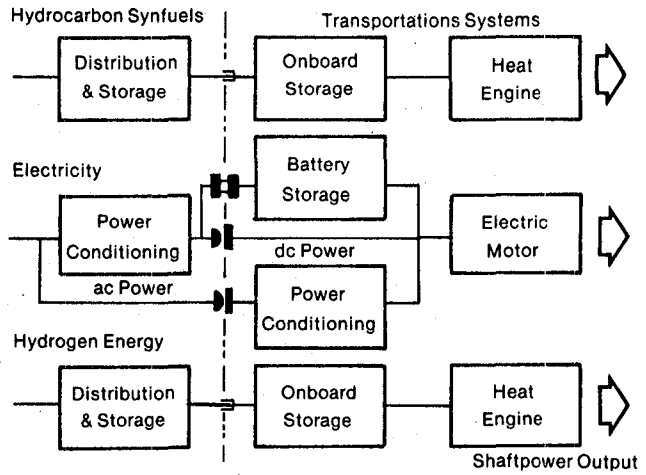 Hydrocarbon Synfuels
Transportations Systems
Distribution
& Storage
Onboard
Storage
Heat
Engine
Electricity
Battery
Storage
Power
Conditioning
Electric
Motor
dc Power
ac Power
Power
Conditioning
Hydrogen Energy
Distribution
& Storage
Onboard
Storage
Heat
Engine
Shaftpower Output